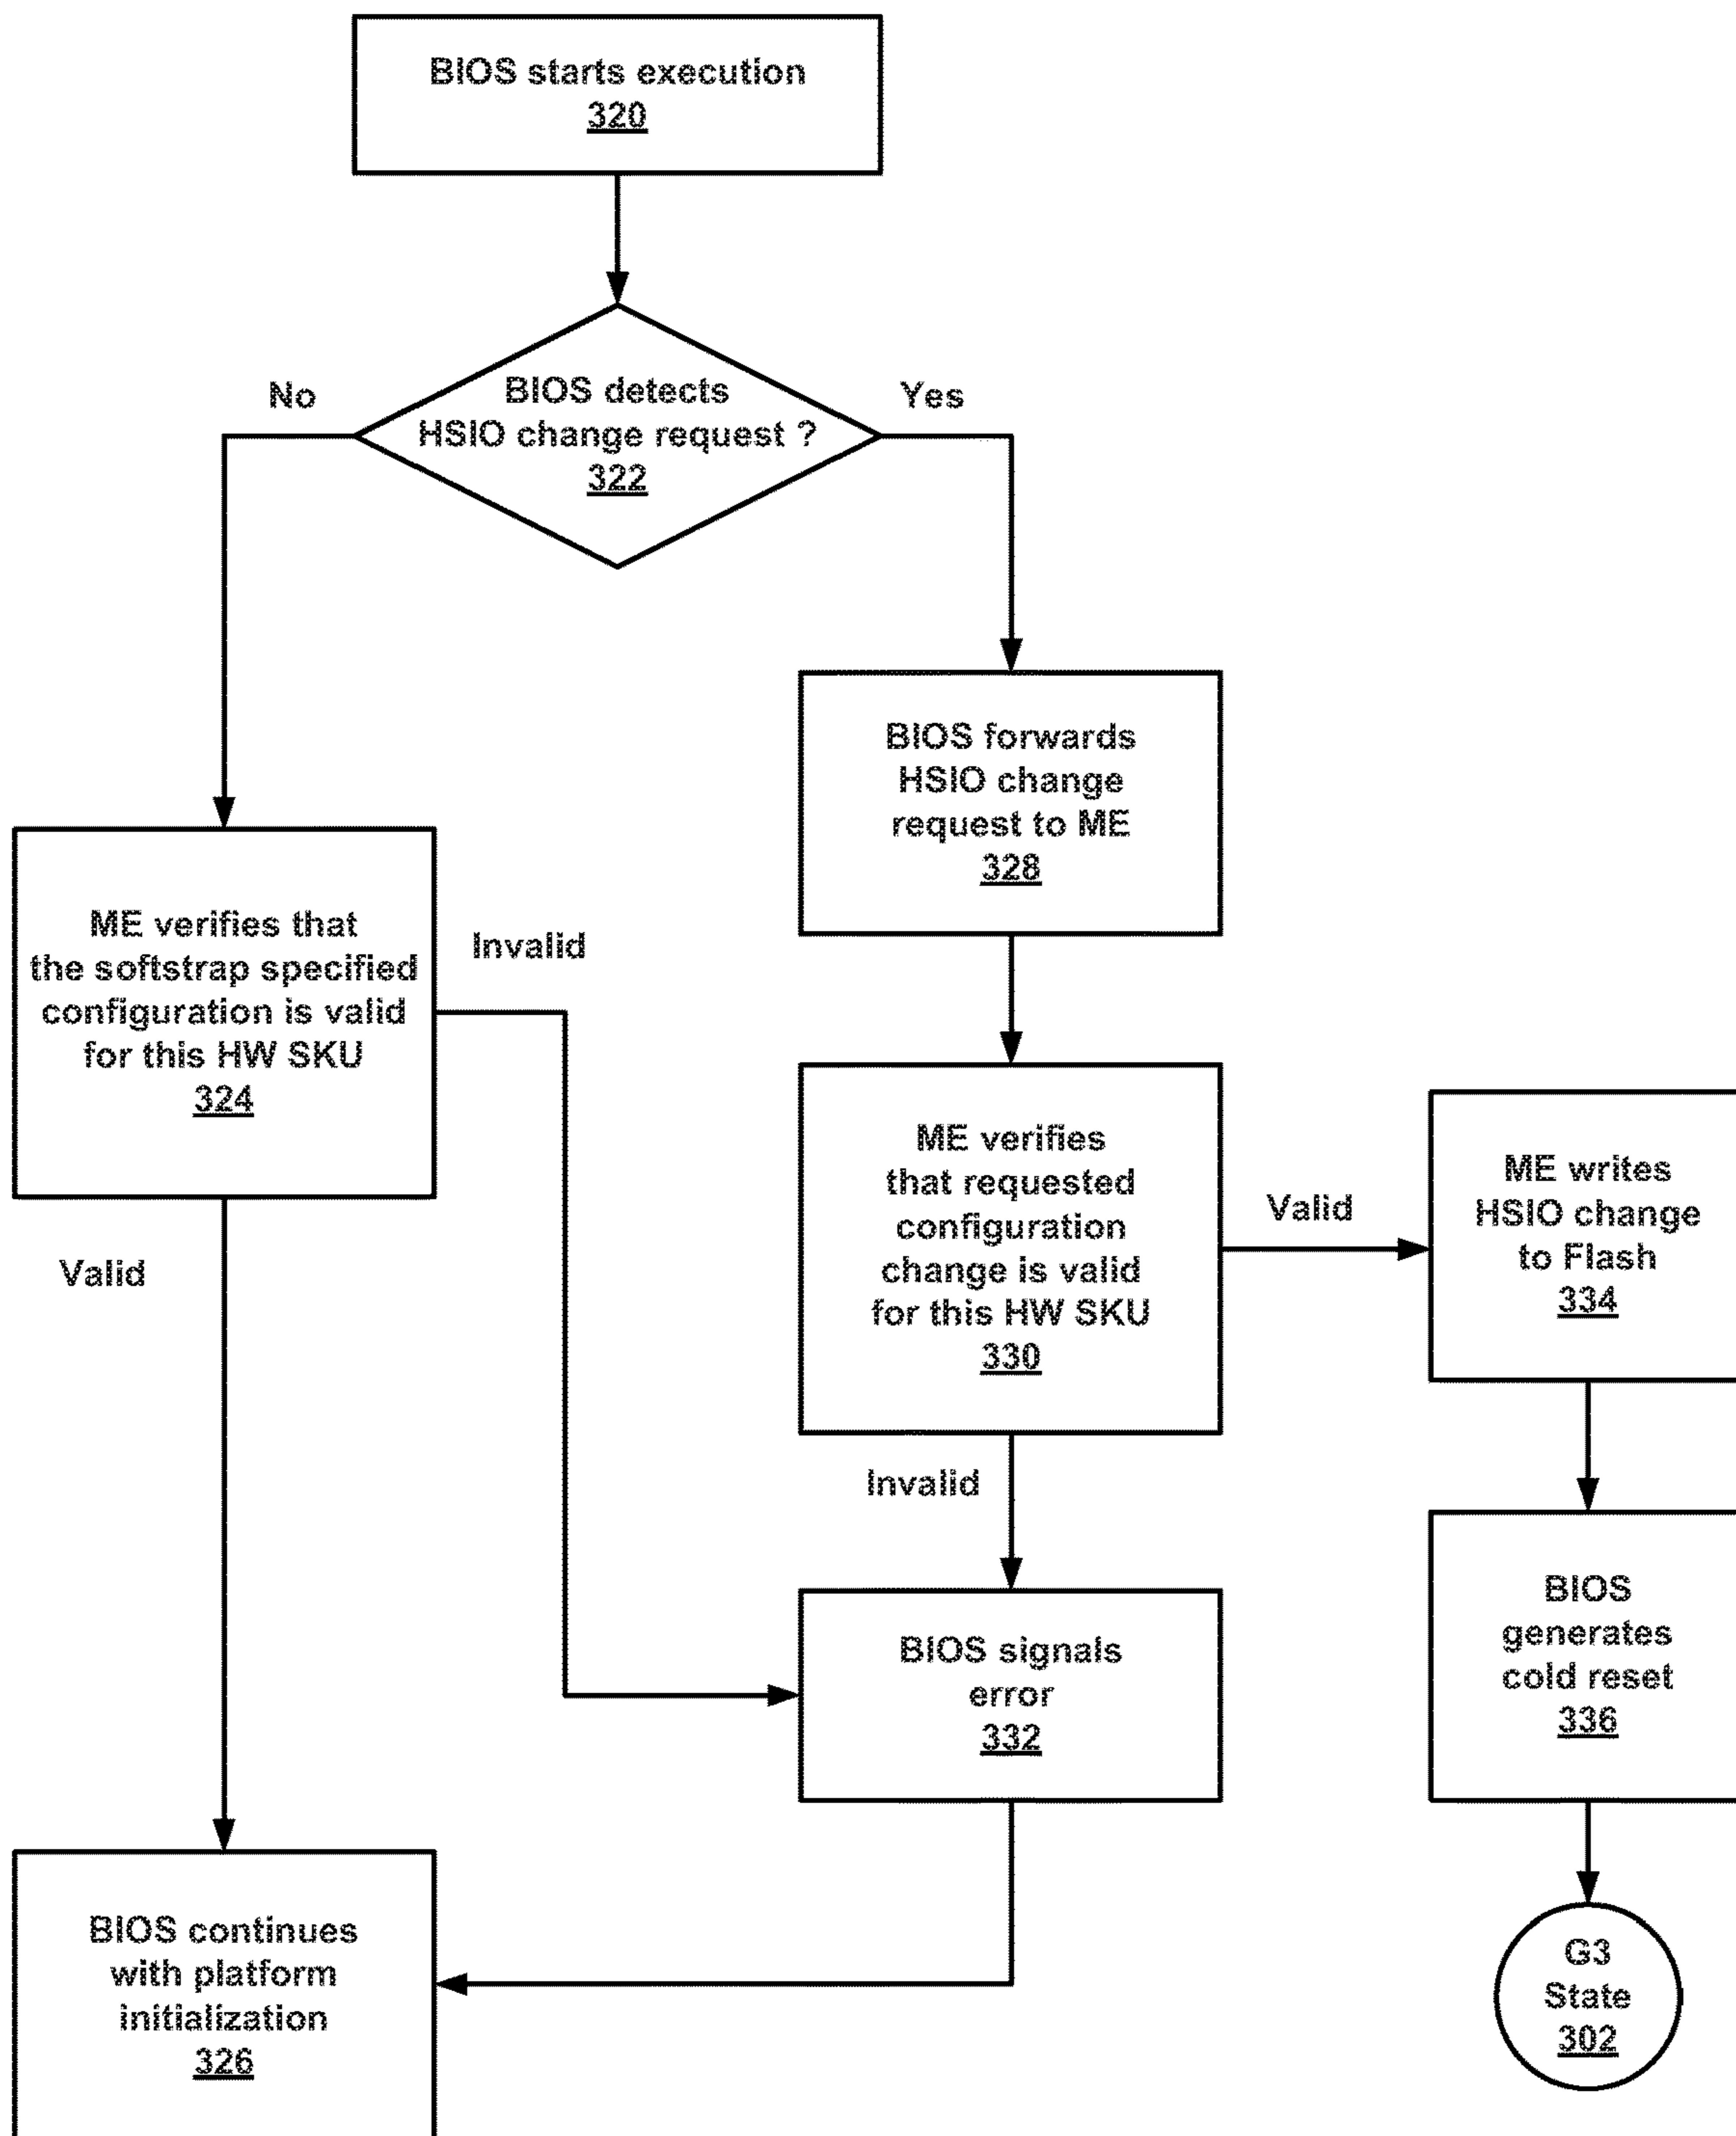 BIOS starts execution
320
No
BIOS detects
HSIO change request ?
322
Yes
BIOS forwards
HSIO change
request to ME
328
ME verifies that
the softstrap specified
configuration is valid
for this HW SKU
324
Invalid
Valid
ME verifies
that requested
configuration
change is valid
for this HW SKU
330
Valid
ME writes
HSIO change
to Flash
334
Invalid
BIOS signals
error
332
BIOS
generates
cold reset
336
BIOS continues
with platform
initialization
326
G3
State
302